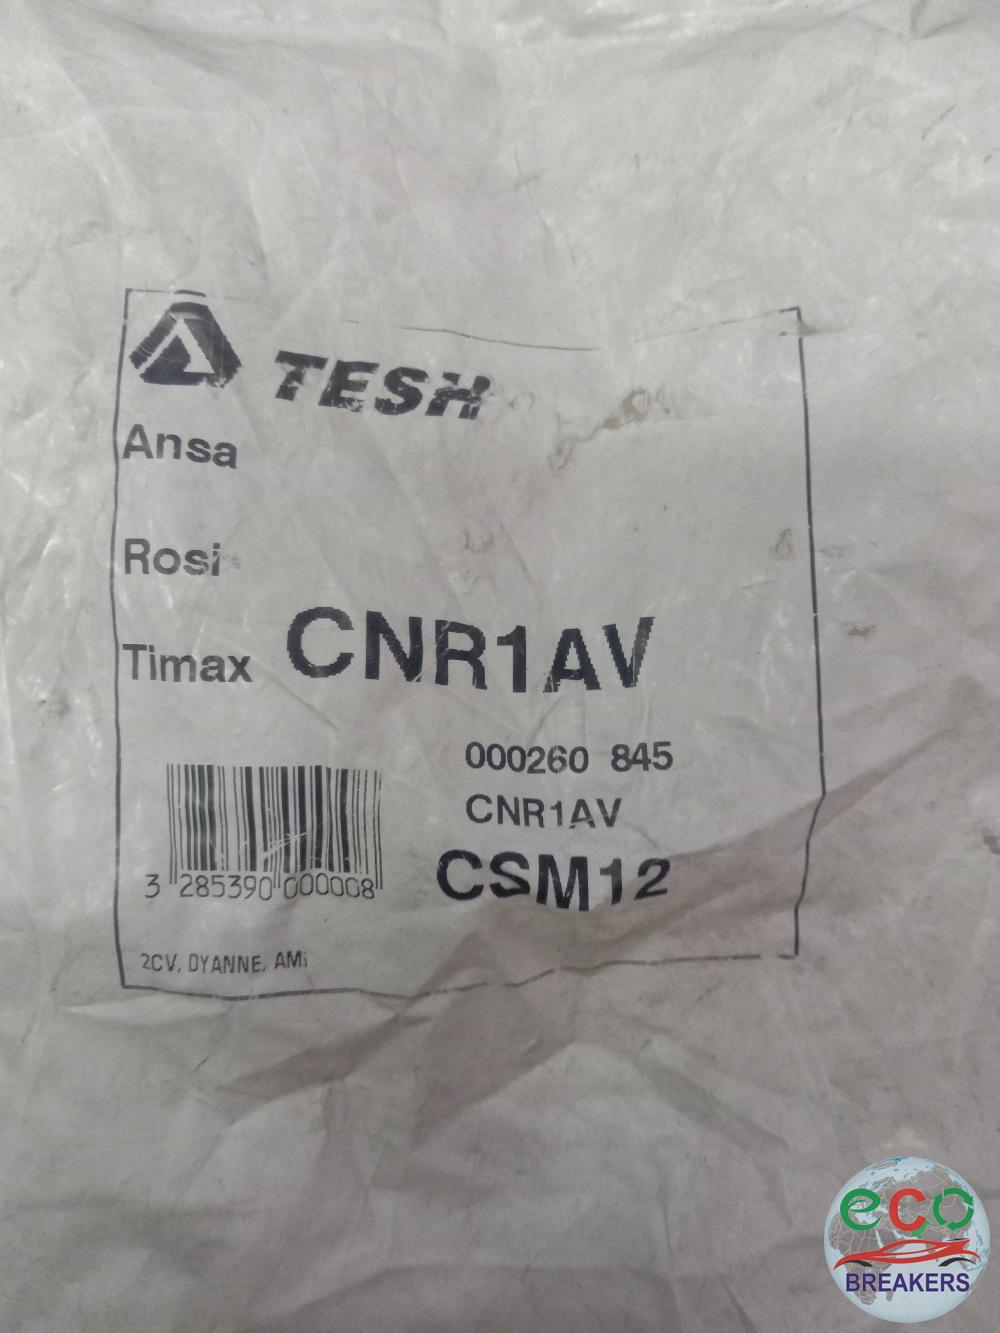 TESH
Ansa
Rosi
Timax CNR1AV
000260 845
CNR1AV
CSM12
3 285390 000008
2CV, DYANNE, AMi
eco
BREAKERS